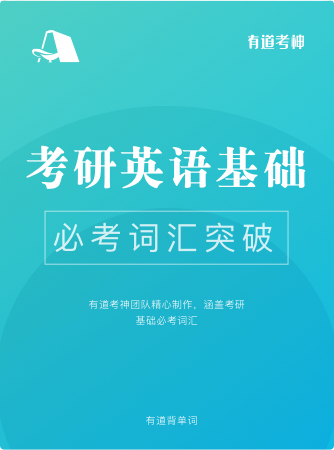 有道考神
考研英语基础
必考词汇突破
有道考神团队精心制作，涵盖考研
基础必考词汇
有道背单词